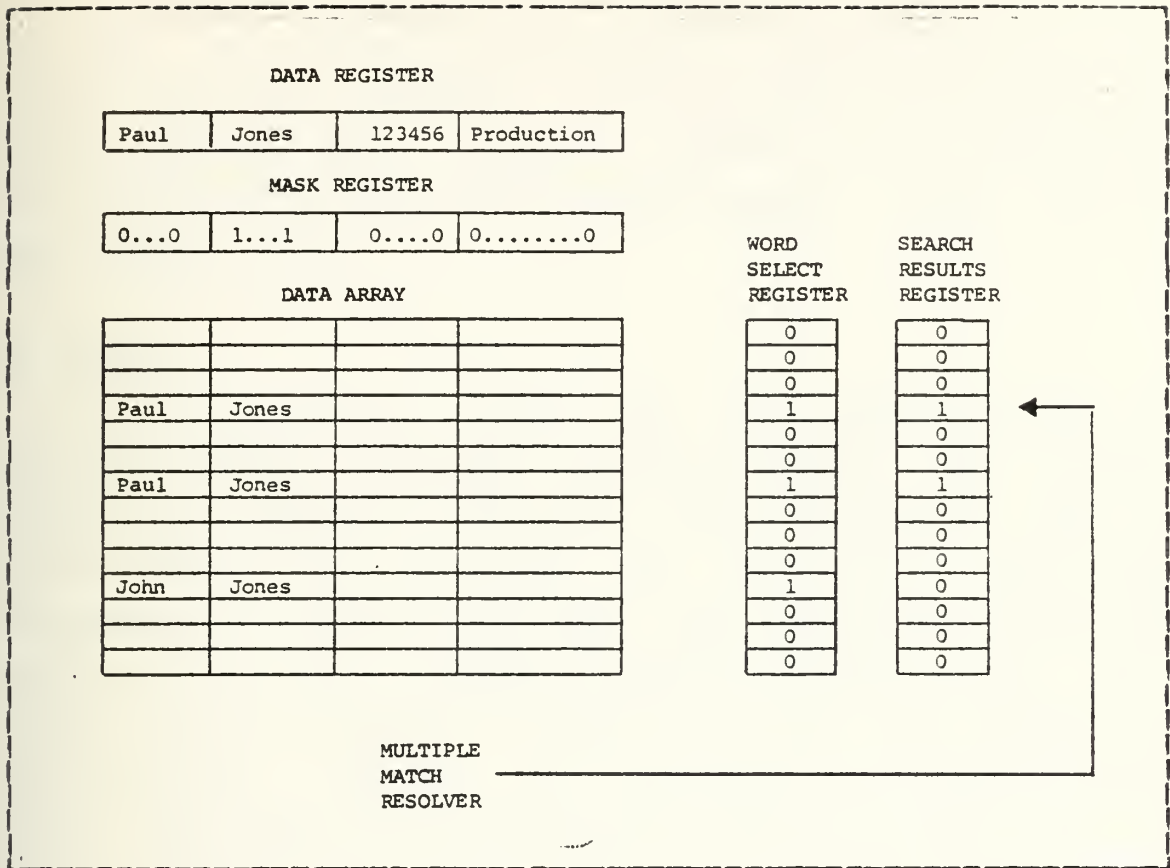 DATA REGISTER
Paul Jones 123456 Production
MASK REGISTER
0...0 1...1 0....0 0........0
DATA ARRAY
Paul Jones
Paul Jones
John Jones
WORD
SELECT
REGISTER
0
0
0
1
0
0
1
0
0
0
1
0
0
0
SEARCH
RESULTS
REGISTER
0
0
0
1
0
0
1
0
0
0
0
0
0
0
MULTIPLE
MATCH
RESOLVER